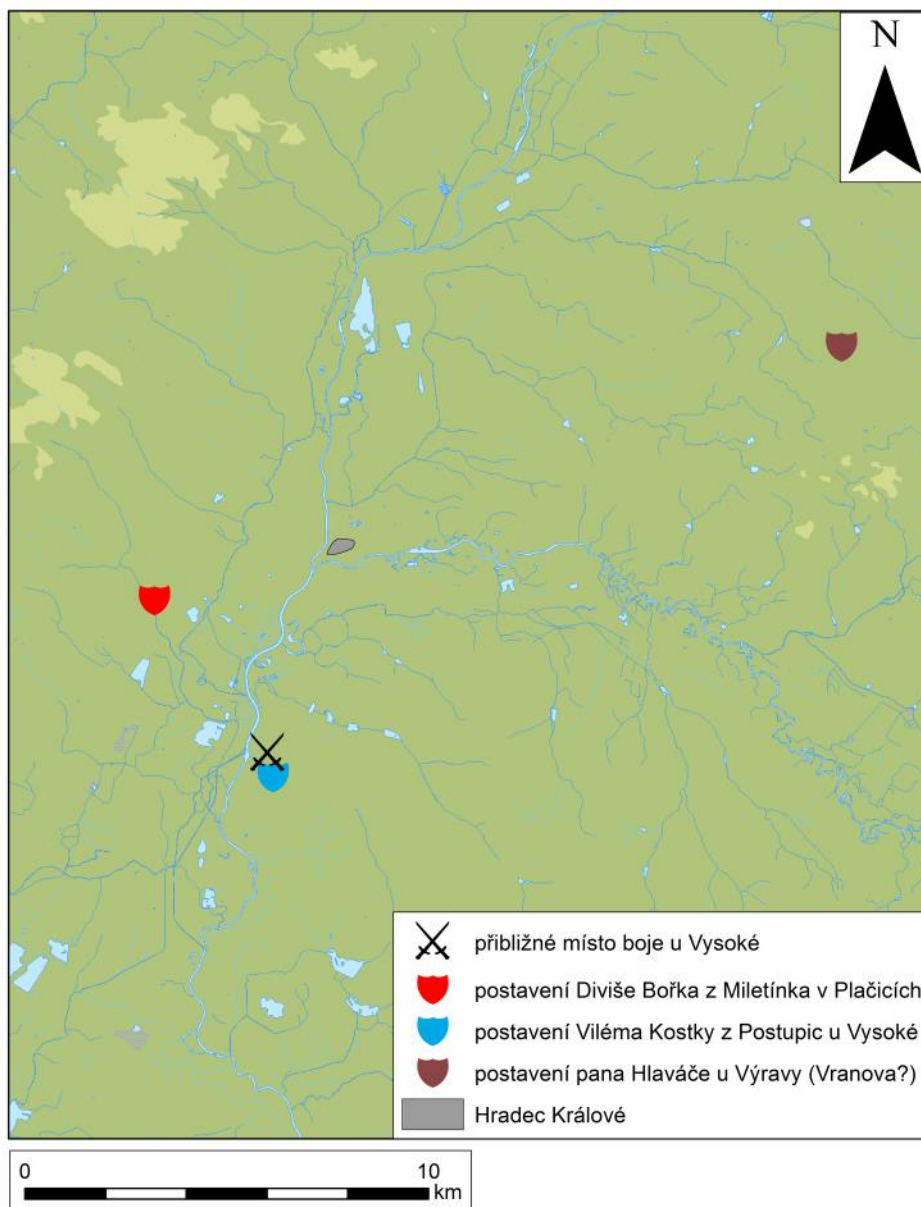 N
přibližné místo boje u Vysoké
postavení Diviše Bořka z Miletínka v Plačicích
postavení Viléma Kostky z Postupic u Vysoké
postavení pana Hlaváče u Výravy (Vranova?)
Hradec Králové
0 10
km